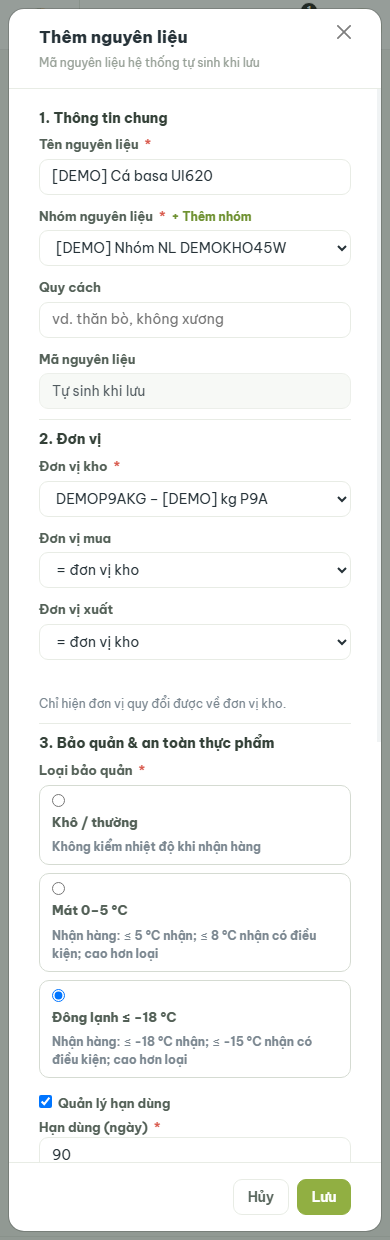 Thêm nguyên liệu
Mã nguyên liệu hệ thống tự sinh khi lưu
1. Thông tin chung
Tên nguyên liệu *
[DEMO] Cá basa UI620
Nhóm nguyên liệu * + Thêm nhóm
[DEMO] Nhóm NL DEMOKHO45W
Quy cách
vd. thăn bò, không xương
Mã nguyên liệu
Tự sinh khi lưu
2. Đơn vị
Đơn vị kho *
DEMOP9AKG – [DEMO] kg P9A
Đơn vị mua
= đơn vị kho
Đơn vị xuất
= đơn vị kho
Chỉ hiện đơn vị quy đổi được về đơn vị kho.
3. Bảo quản & an toàn thực phẩm
Loại bảo quản *
Khô / thường
Không kiểm nhiệt độ khi nhận hàng
Mát 0–5 °C
Nhận hàng: ≤ 5 °C nhận; ≤ 8 °C nhận có điều
kiện; cao hơn loại
Đông lạnh ≤ −18 °C
Nhận hàng: ≤ -18 °C nhận; ≤ -15 °C nhận có
điều kiện; cao hơn loại
Quản lý hạn dùng
Hạn dùng (ngày) *
90
Hủy
Lưu